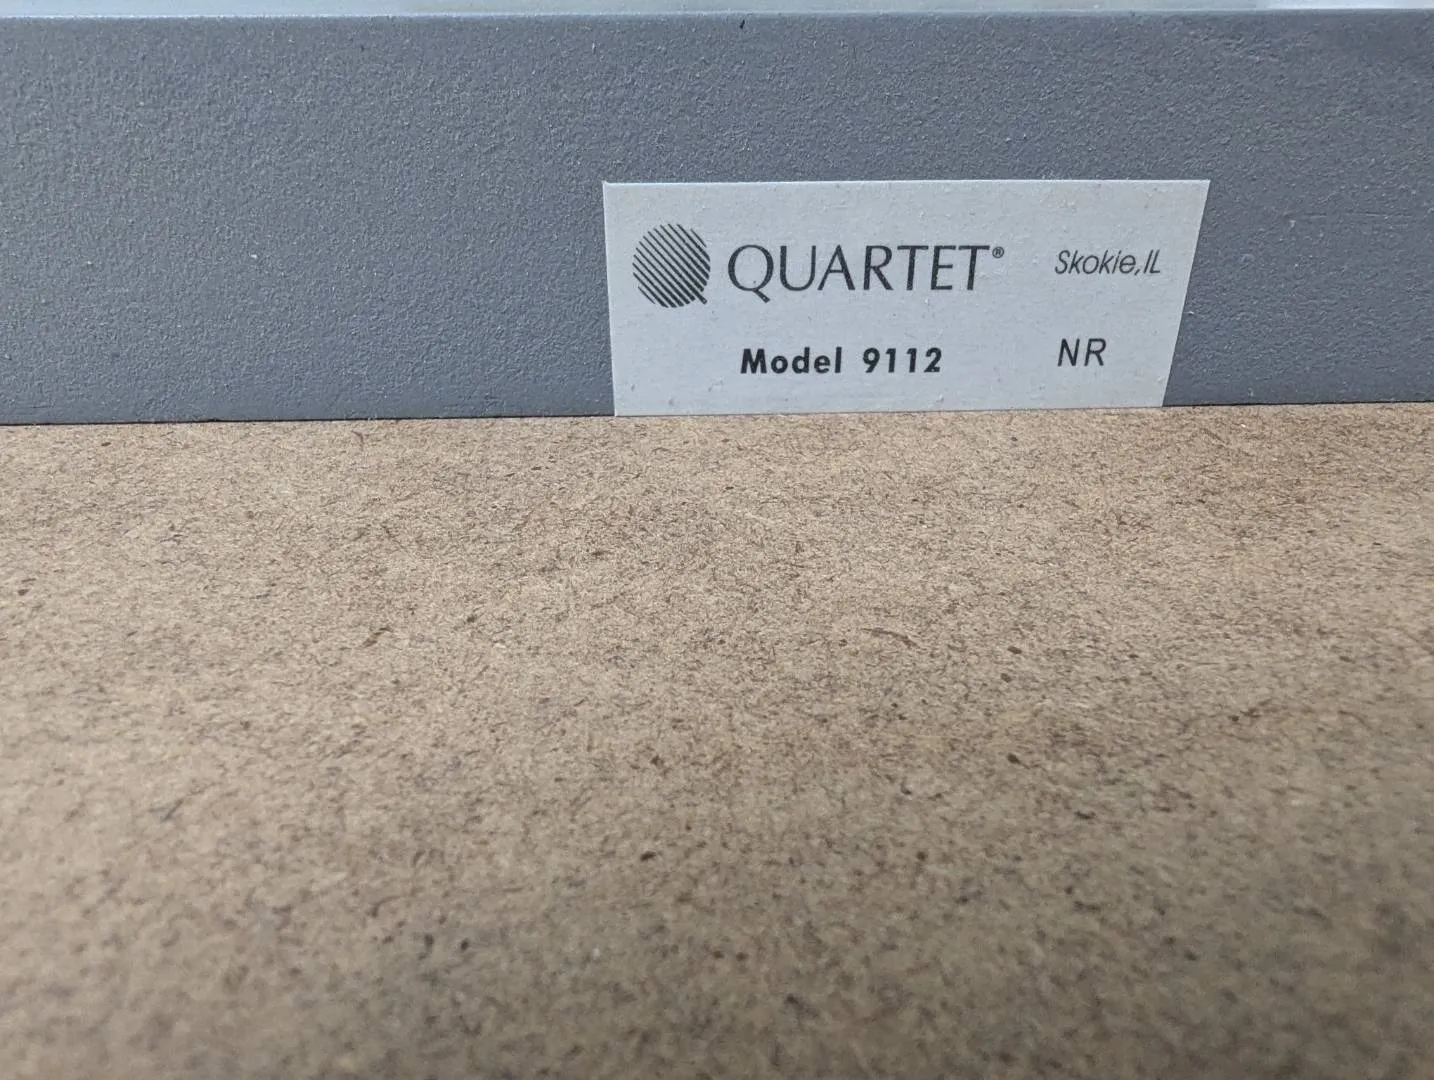 QUARTET® Skokie, IL
Model 9112 NR